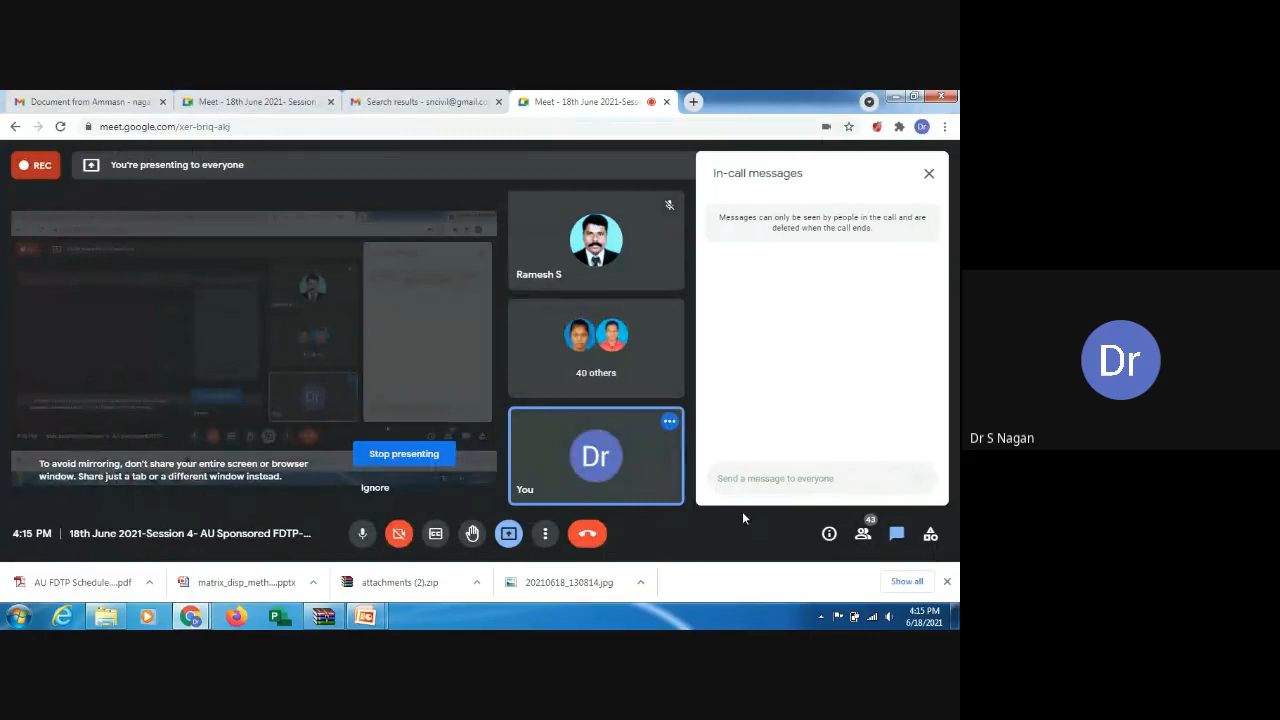 Document from Ammasn - naga
Meet - 18th June 2021- Session
Search results - sncivil@gmail.co
Meet - 18th June 2021- Sess
meet.google.com/xer-briq-akj
Dr
REC
You're presenting to everyone
In-call messages
Messages can only be seen by people in the call and are
deleted when the call ends.
Ramesh S
40 others
Dr
You
To avoid mirroring, don't share your entire screen or browser
window. Share just a tab or a different window instead.
Stop presenting
Ignore
Send a message to everyone
4:15 PM | 18th June 2021-Session 4- AU Sponsored FDTP-...
43
AU FDTP Schedule....pdf
matrix_disp_meth....pptx
attachments (2).zip
20210618_130814.jpg
Show all
4:15 PM
6/18/2021
Dr
Dr S Nagan